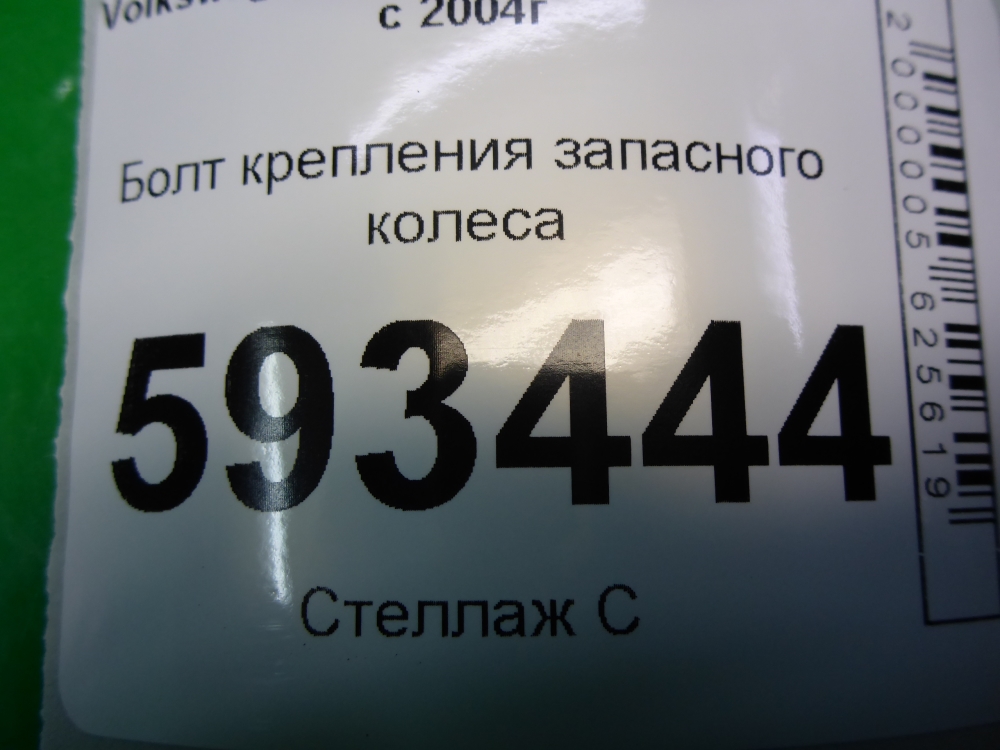 с 2004г
Болт крепления запасного
колеса
593444
Стеллаж С
2000005625619